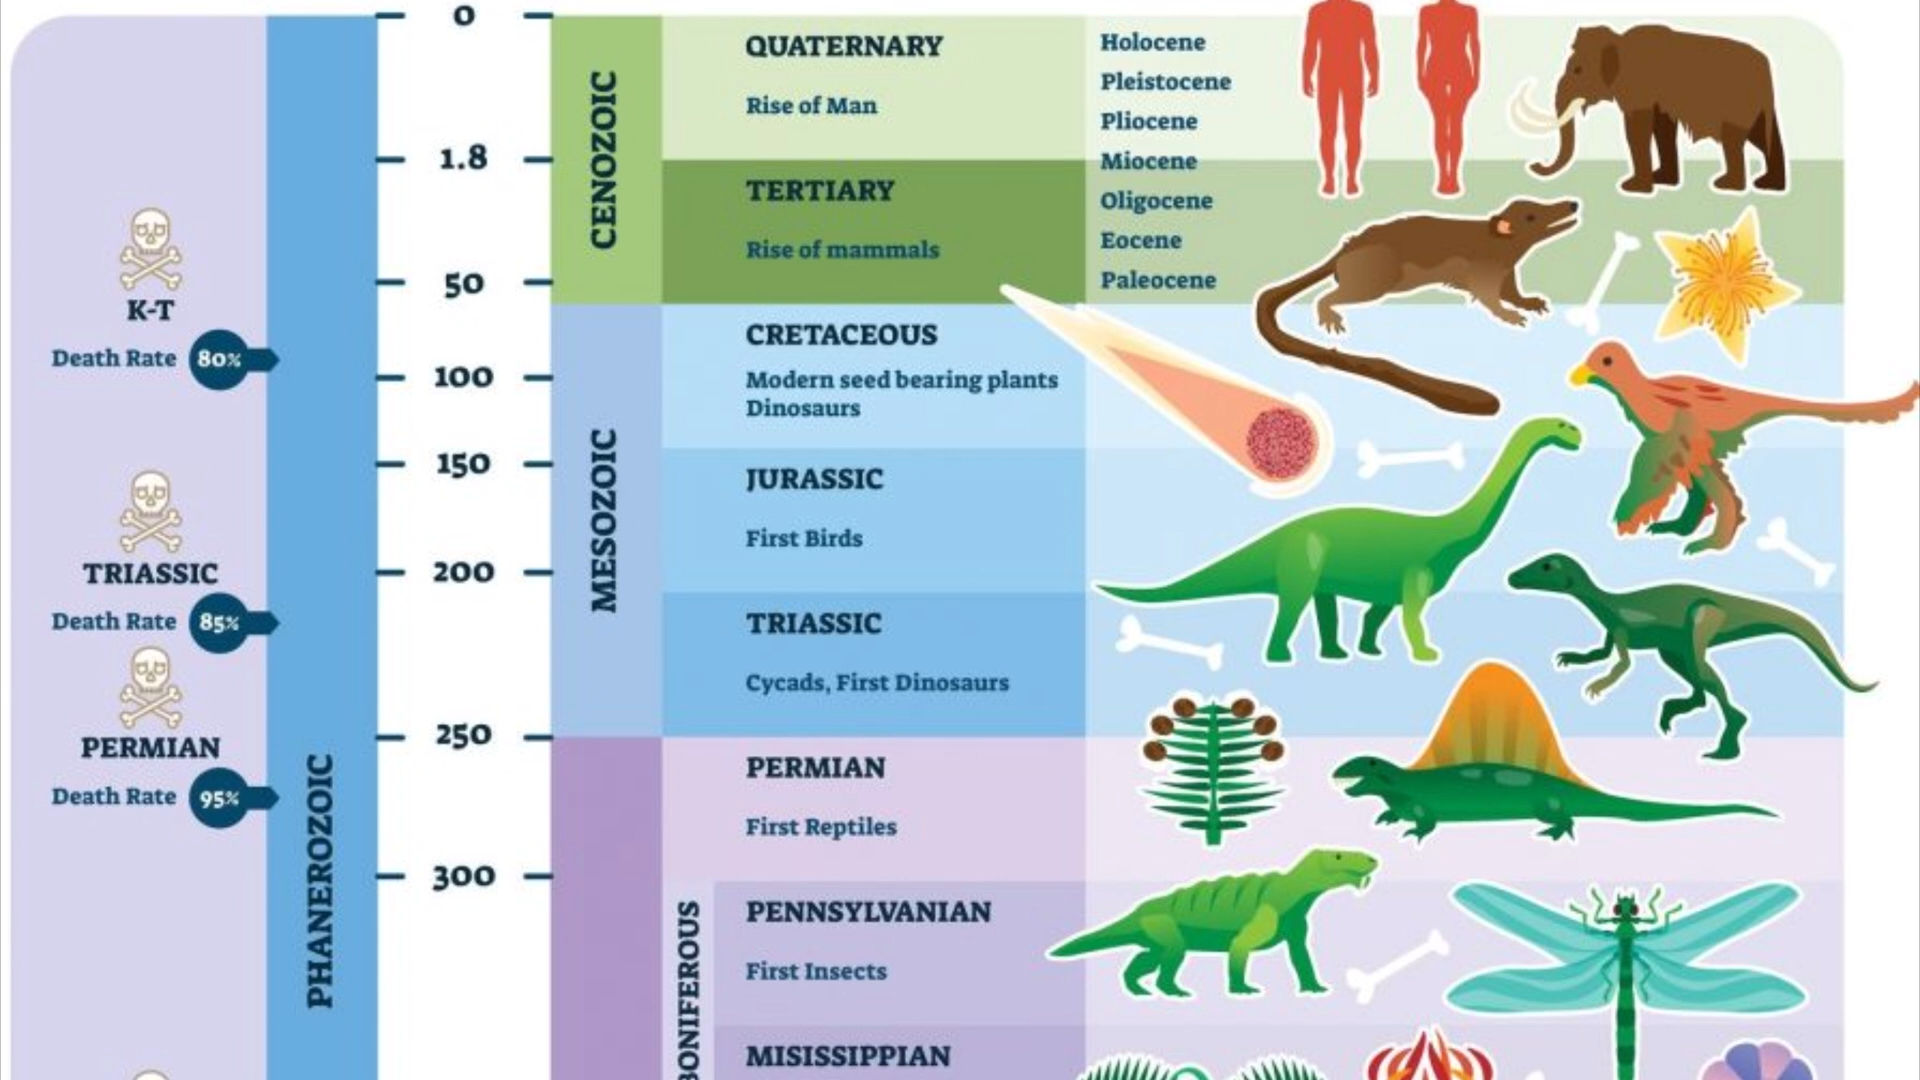 0
1.8
50
100
150
200
250
300
K-T
Death Rate 80%
TRIASSIC
Death Rate 85%
PERMIAN
Death Rate 95%
PHANEROZOIC
CENOZOIC
MESOZOIC
QUATERNARY
Rise of Man
TERTIARY
Rise of mammals
Holocene
Pleistocene
Pliocene
Miocene
Oligocene
Eocene
Paleocene
CRETACEOUS
Modern seed bearing plants
Dinosaurs
JURASSIC
First Birds
TRIASSIC
Cycads, First Dinosaurs
PERMIAN
First Reptiles
BONIFEROUS
PENNSYLVANIAN
First Insects
MISISSIPPIAN